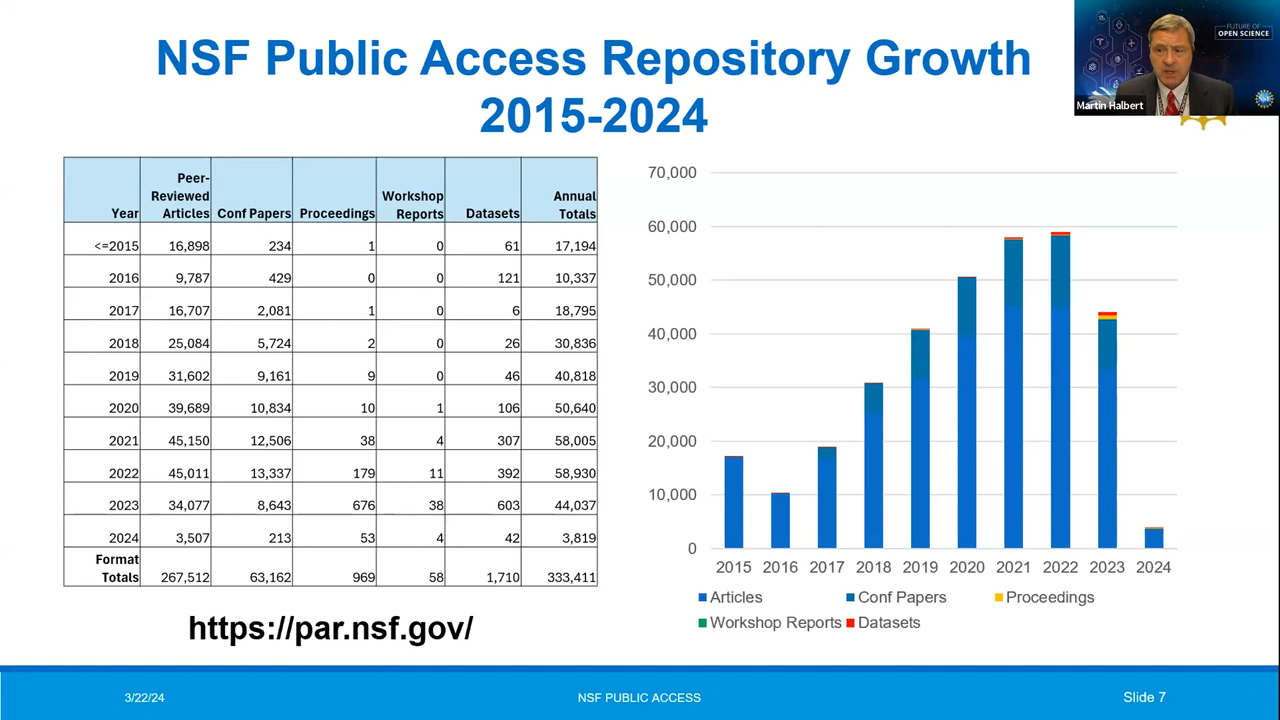 NSF Public Access Repository Growth
2015-2024
FUTURE OF
OPEN SCIENCE
Martin Halbert
NSF
Year Peer-Reviewed Articles Conf Papers Proceedings Workshop Reports Datasets Annual Totals
<=2015 16,898 234 1 0 61 17,194
2016 9,787 429 0 0 121 10,337
2017 16,707 2,081 1 0 6 18,795
2018 25,084 5,724 2 0 26 30,836
2019 31,602 9,161 9 0 46 40,818
2020 39,689 10,834 10 1 106 50,640
2021 45,150 12,506 38 4 307 58,005
2022 45,011 13,337 179 11 392 58,930
2023 34,077 8,643 676 38 603 44,037
2024 3,507 213 53 4 42 3,819
Format Totals 267,512 63,162 969 58 1,710 333,411
https://par.nsf.gov/
70,000
60,000
50,000
40,000
30,000
20,000
10,000
0
2015 2016 2017 2018 2019 2020 2021 2022 2023 2024
Articles Conf Papers Proceedings
Workshop Reports Datasets
3/22/24 NSF PUBLIC ACCESS Slide 7